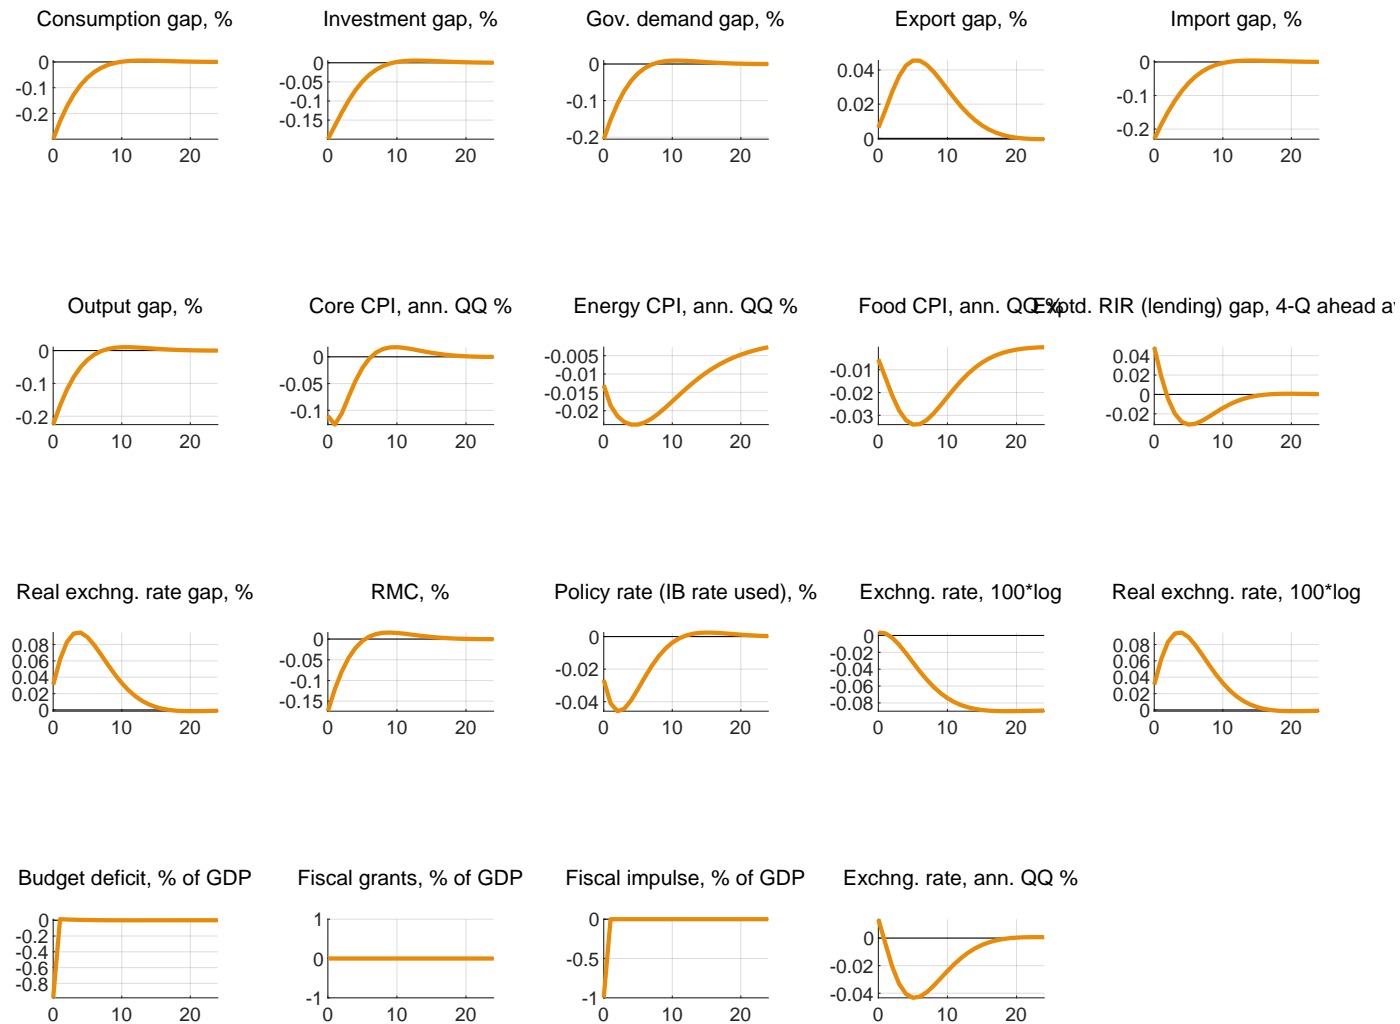 Consumption gap, %
Investment gap, %
Gov. demand gap, %
Export gap, %
Import gap, %
0
-0.1
-0.2
0 10 20
0
-0.05
-0.1
-0.15
0 10 20
0
-0.1
-0.2
0 10 20
0.04
0.02
0
0 10 20
0
-0.1
-0.2
0 10 20
Output gap, %
Core CPI, ann. QQ %
Energy CPI, ann. QQ %
Food CPI, ann. QQ %
Exptd. RIR (lending) gap, 4-Q ahead av
0
-0.1
-0.2
0 10 20
0
-0.05
-0.1
0 10 20
-0.005
-0.01
-0.015
-0.02
0 10 20
-0.01
-0.02
-0.03
0 10 20
0.04
0.02
0
-0.02
0 10 20
Real exchng. rate gap, %
RMC, %
Policy rate (IB rate used), %
Exchng. rate, 100*log
Real exchng. rate, 100*log
0.08
0.06
0.04
0.02
0
0 10 20
0
-0.05
-0.1
-0.15
0 10 20
0
-0.02
-0.04
0 10 20
0
-0.02
-0.04
-0.06
-0.08
0 10 20
0.08
0.06
0.04
0.02
0
0 10 20
Budget deficit, % of GDP
Fiscal grants, % of GDP
Fiscal impulse, % of GDP
Exchng. rate, ann. QQ %
0
-0.2
-0.4
-0.6
-0.8
0 10 20
1
0
-1
0 10 20
0
-0.5
-1
0 10 20
0
-0.02
-0.04
0 10 20